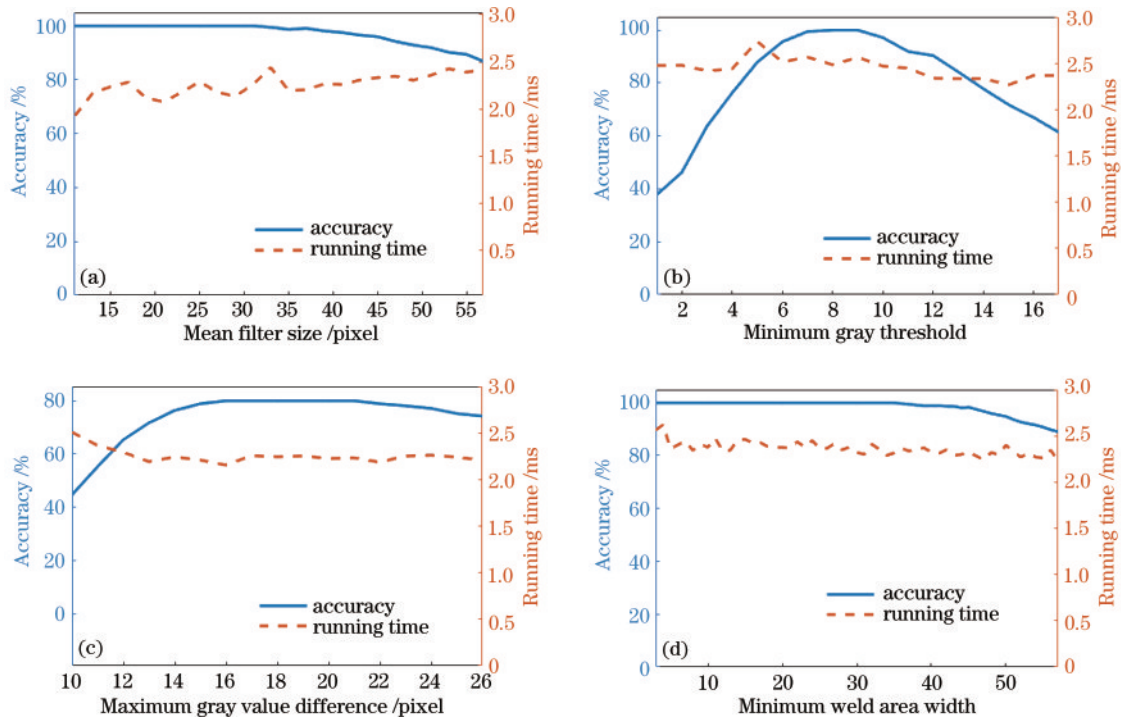 100
80
60
40
20
0
Accuracy /%
3.0
2.5
2.0
1.5
1.0
0.5
0
Running time /ms
accuracy
running time
(a)
15 20 25 30 35 40 45 50 55
Mean filter size /pixel
100
80
60
40
20
0
Accuracy /%
3.0
2.5
2.0
1.5
1.0
0.5
0
Running time /ms
accuracy
running time
(b)
2 4 6 8 10 12 14 16
Minimum gray threshold
80
60
40
20
0
Accuracy /%
3.0
2.5
2.0
1.5
1.0
0.5
0
Running time /ms
accuracy
running time
(c)
10 12 14 16 18 20 22 24 26
Maximum gray value difference /pixel
100
80
60
40
20
0
Accuracy /%
3.0
2.5
2.0
1.5
1.0
0.5
0
Running time /ms
accuracy
running time
(d)
10 20 30 40 50
Minimum weld area width